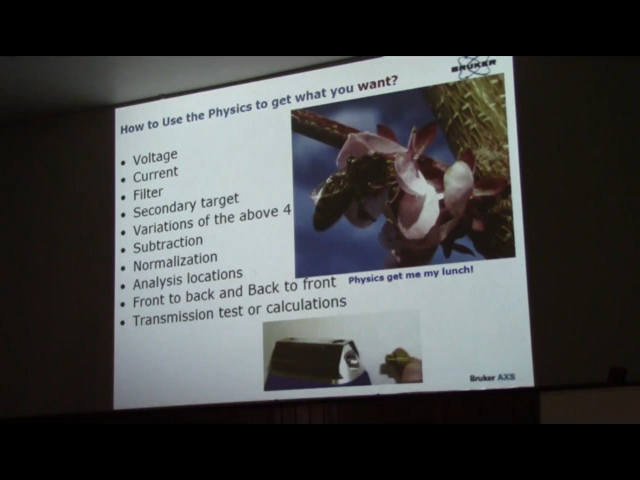 BRUKER
How to Use the Physics to get what you want?
• Voltage
• Current
• Filter
• Secondary target
• Variations of the above 4
• Subtraction
• Normalization
• Analysis locations
• Front to back and Back to front
• Transmission test or calculations
Physics get me my lunch!
Bruker AXS